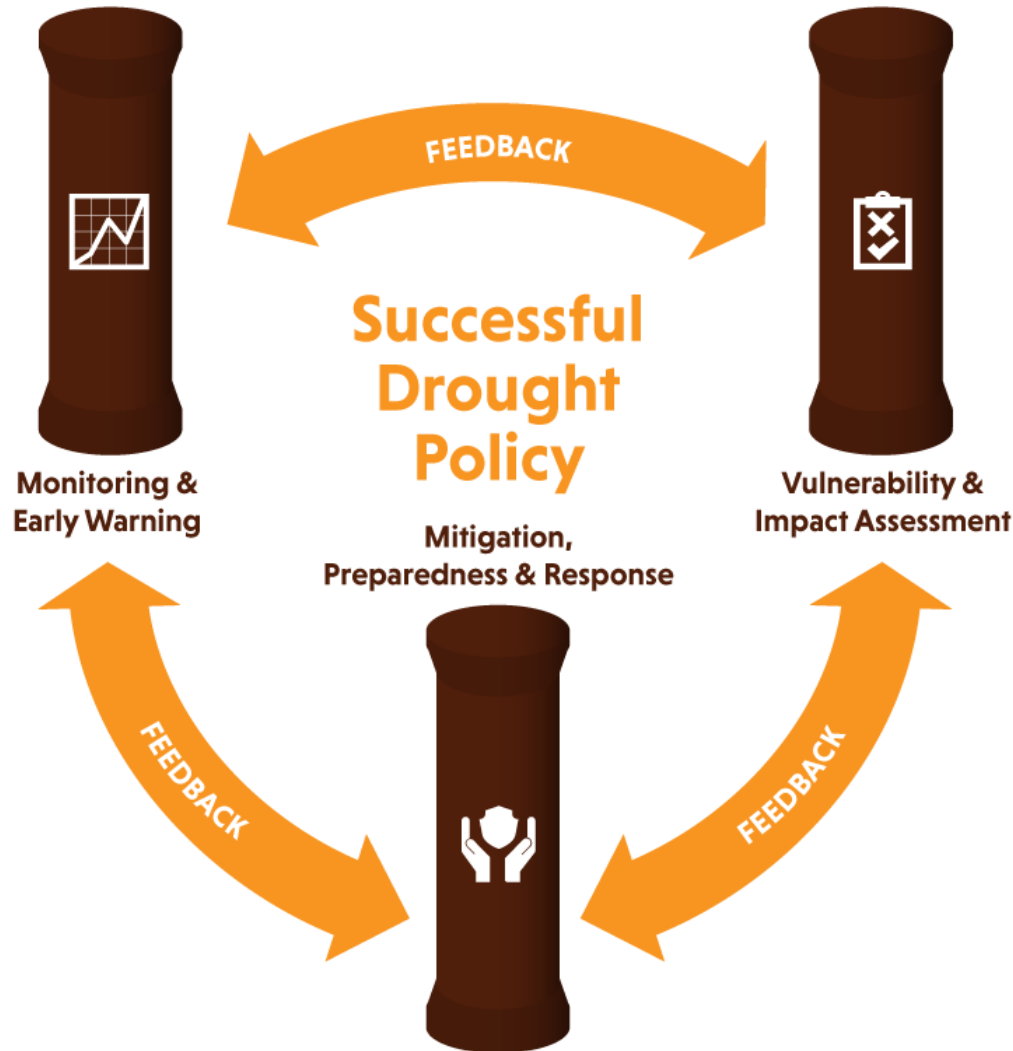 FEEDBACK
Successful
Drought
Policy
Monitoring &
Early Warning
Vulnerability &
Impact Assessment
Mitigation,
Preparedness & Response
FEEDBACK
FEEDBACK